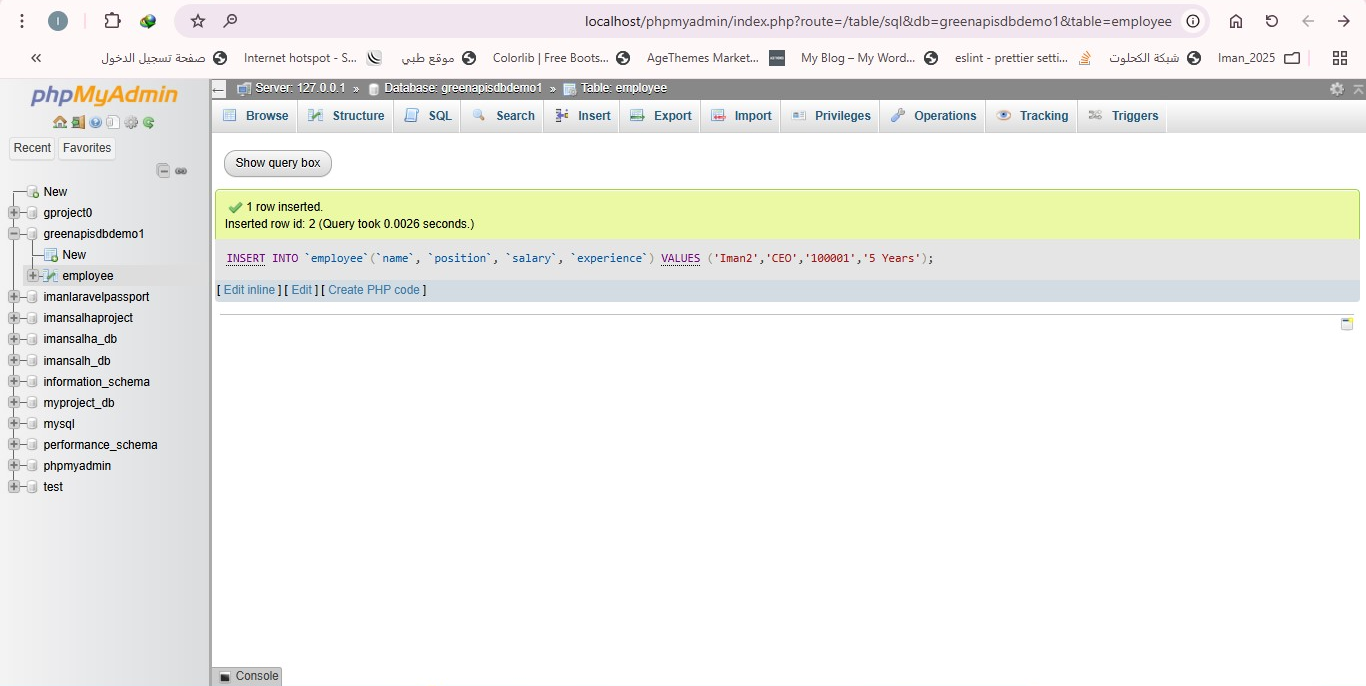 I
localhost/phpmyadmin/index.php?route=/table/sql&db=greenapisdbdemo1&table=employee
«
صفحة تسجيل الدخول
Internet hotspot - S...
موقع طبي
Colorlib | Free Boots...
AgeThemes Market...
My Blog – My Word...
eslint - prettier setti...
شبكة الكحلوت
Iman_2025
phpMyAdmin
Recent
Favorites
New
gproject0
greenapisdbdemo1
New
employee
imanlaravelpassport
imansalhaproject
imansalha_db
imansalh_db
information_schema
myproject_db
mysql
performance_schema
phpmyadmin
test
Server: 127.0.0.1 » Database: greenapisdbdemo1 » Table: employee
Browse Structure SQL Search Insert Export Import Privileges Operations Tracking Triggers
Show query box
1 row inserted.
Inserted row id: 2 (Query took 0.0026 seconds.)
INSERT INTO `employee`(`name`, `position`, `salary`, `experience`) VALUES ('Iman2','CEO','100001','5 Years');
[ Edit inline ] [ Edit ] [ Create PHP code ]
Console